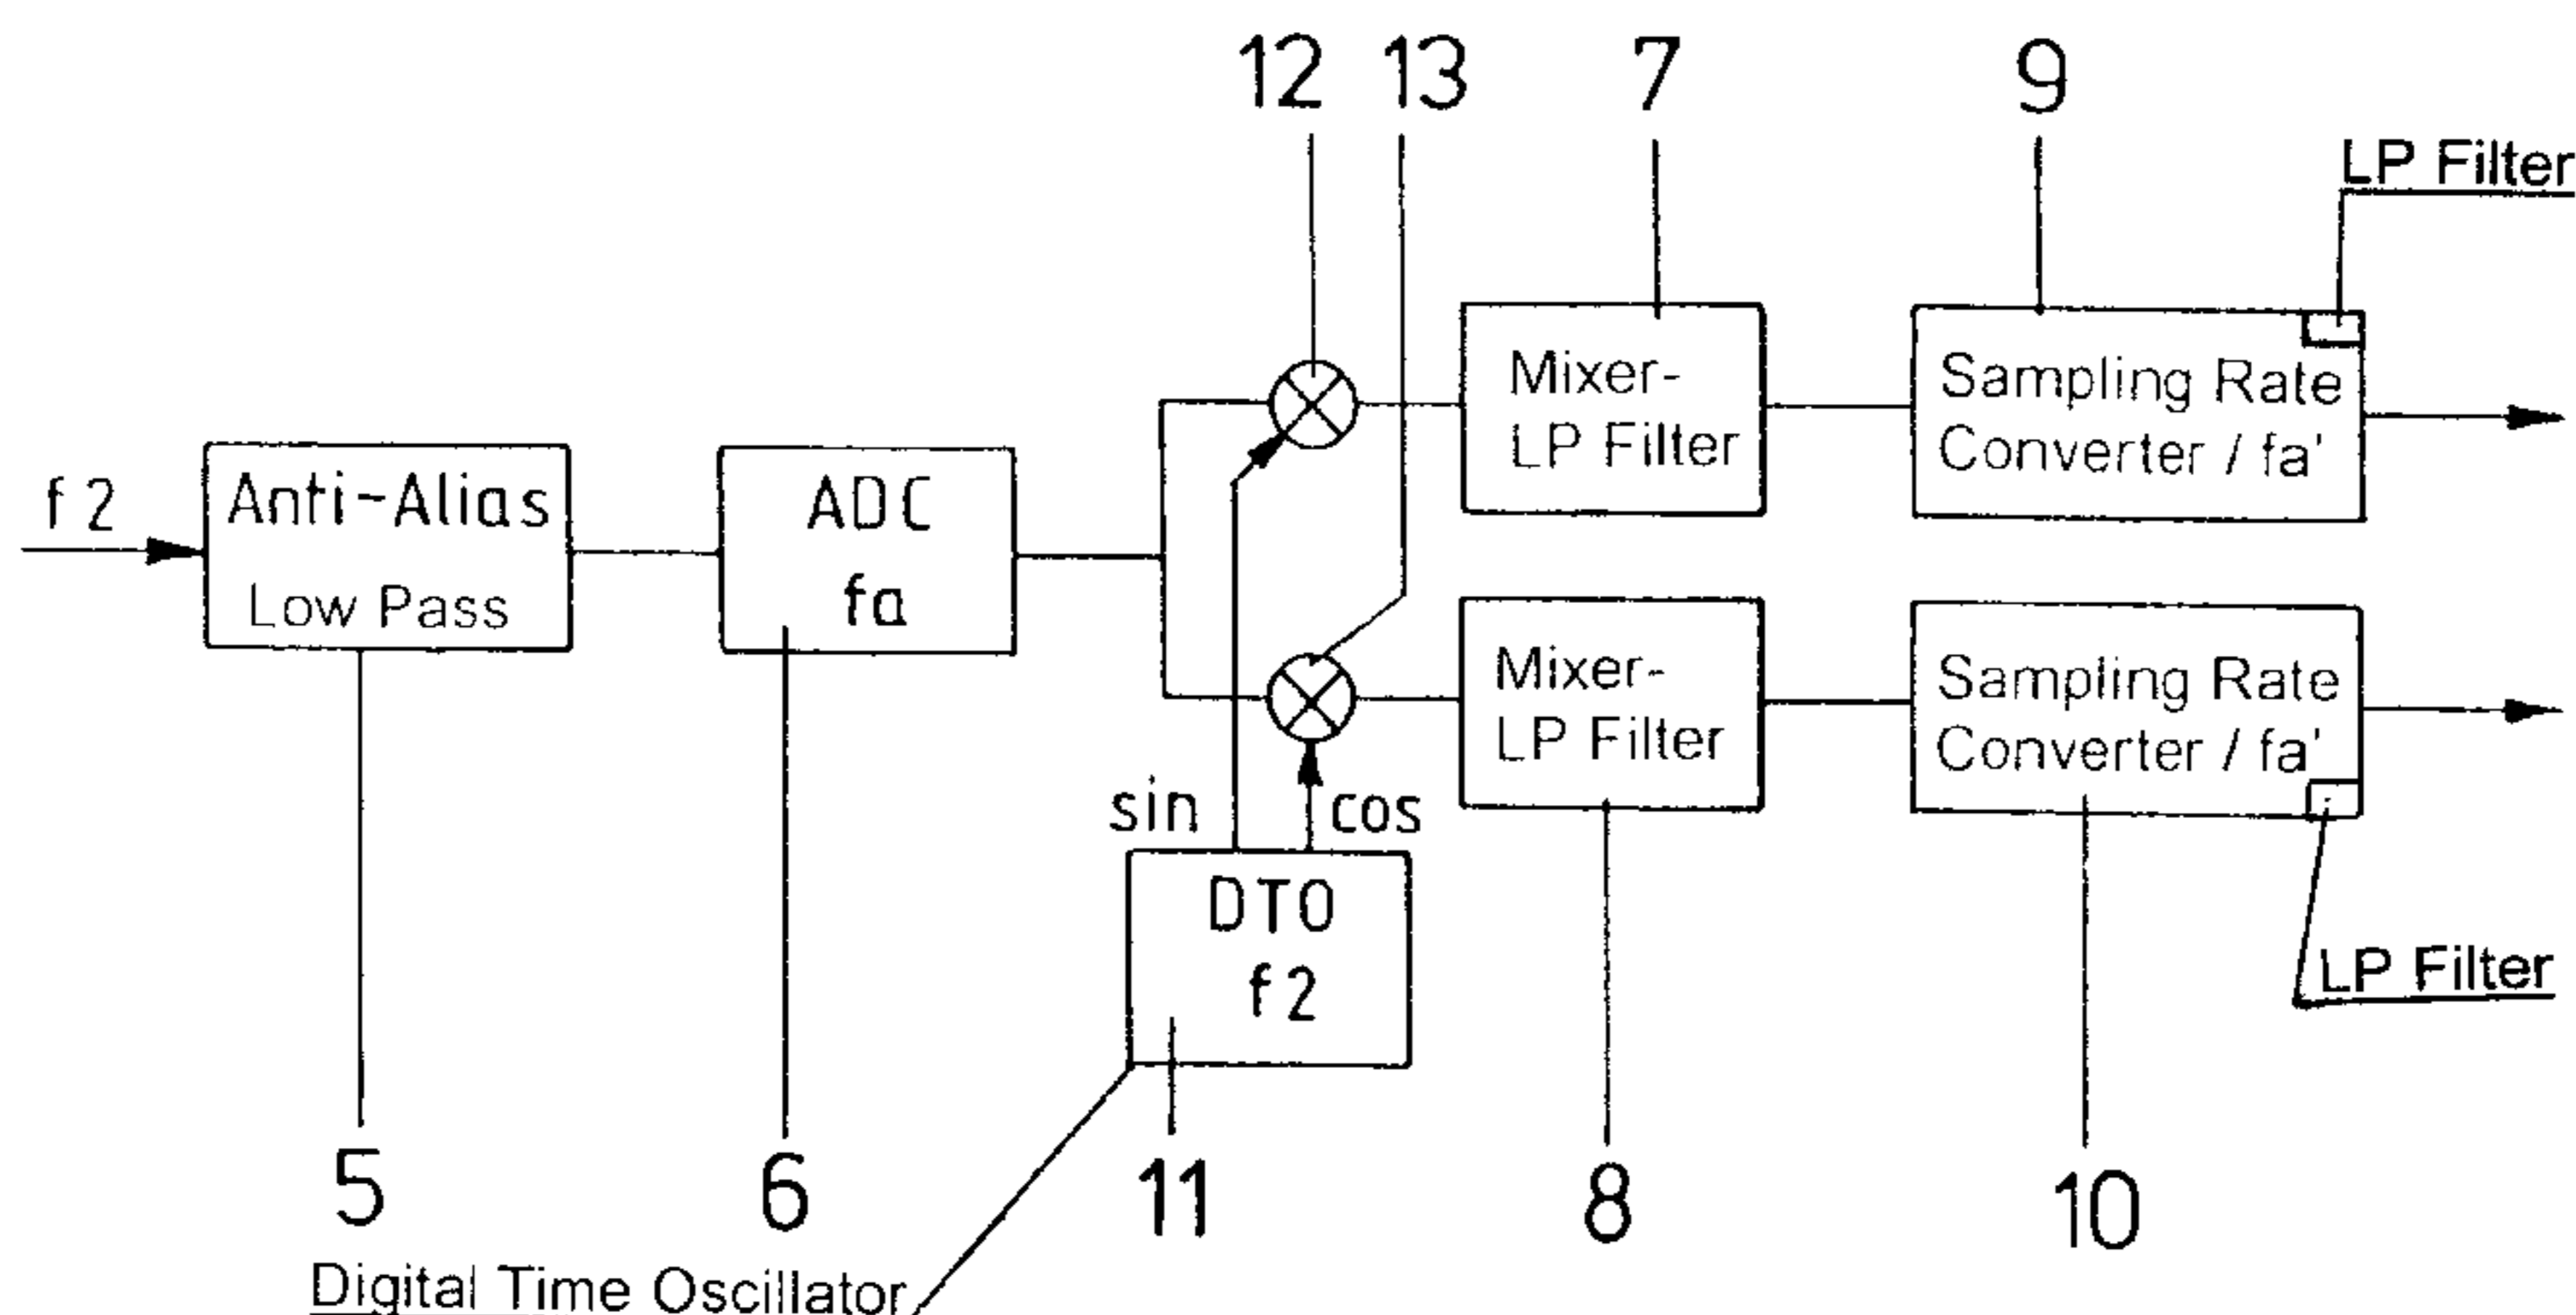 12 13 7 9
LP Filter
f2
Anti-Alias
Low Pass
ADC
fa
Mixer-
LP Filter
Sampling Rate
Converter / fa'
Mixer-
LP Filter
Sampling Rate
Converter / fa'
sin
cos
DTO
f2
LP Filter
5 6 11 8 10
Digital Time Oscillator